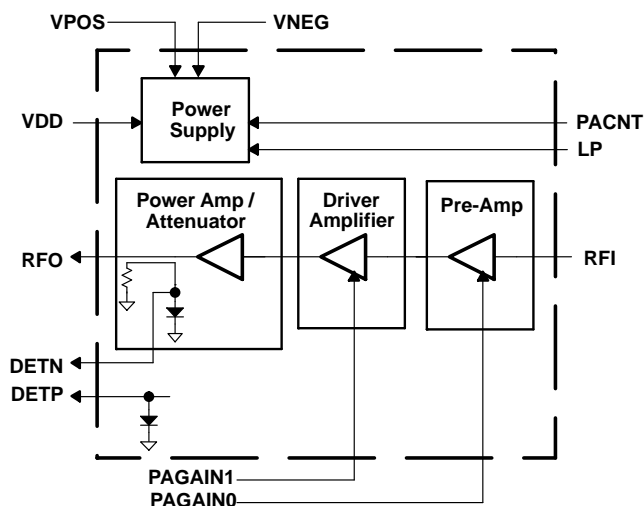 VPOS
VNEG
VDD
Power
Supply
PACNT
LP
Power Amp /
Attenuator
Driver
Amplifier
Pre-Amp
RFO
RFI
DETN
DETP
PAGAIN1
PAGAIN0